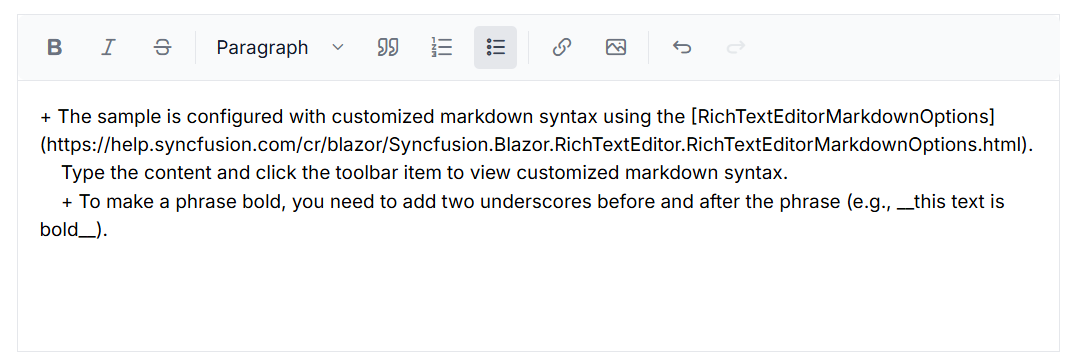 B I S Paragraph
+ The sample is configured with customized markdown syntax using the [RichTextEditorMarkdownOptions]
(https://help.syncfusion.com/cr/blazor/Syncfusion.Blazor.RichTextEditor.RichTextEditorMarkdownOptions.html).
Type the content and click the toolbar item to view customized markdown syntax.
+ To make a phrase bold, you need to add two underscores before and after the phrase (e.g., __this text is
bold__).